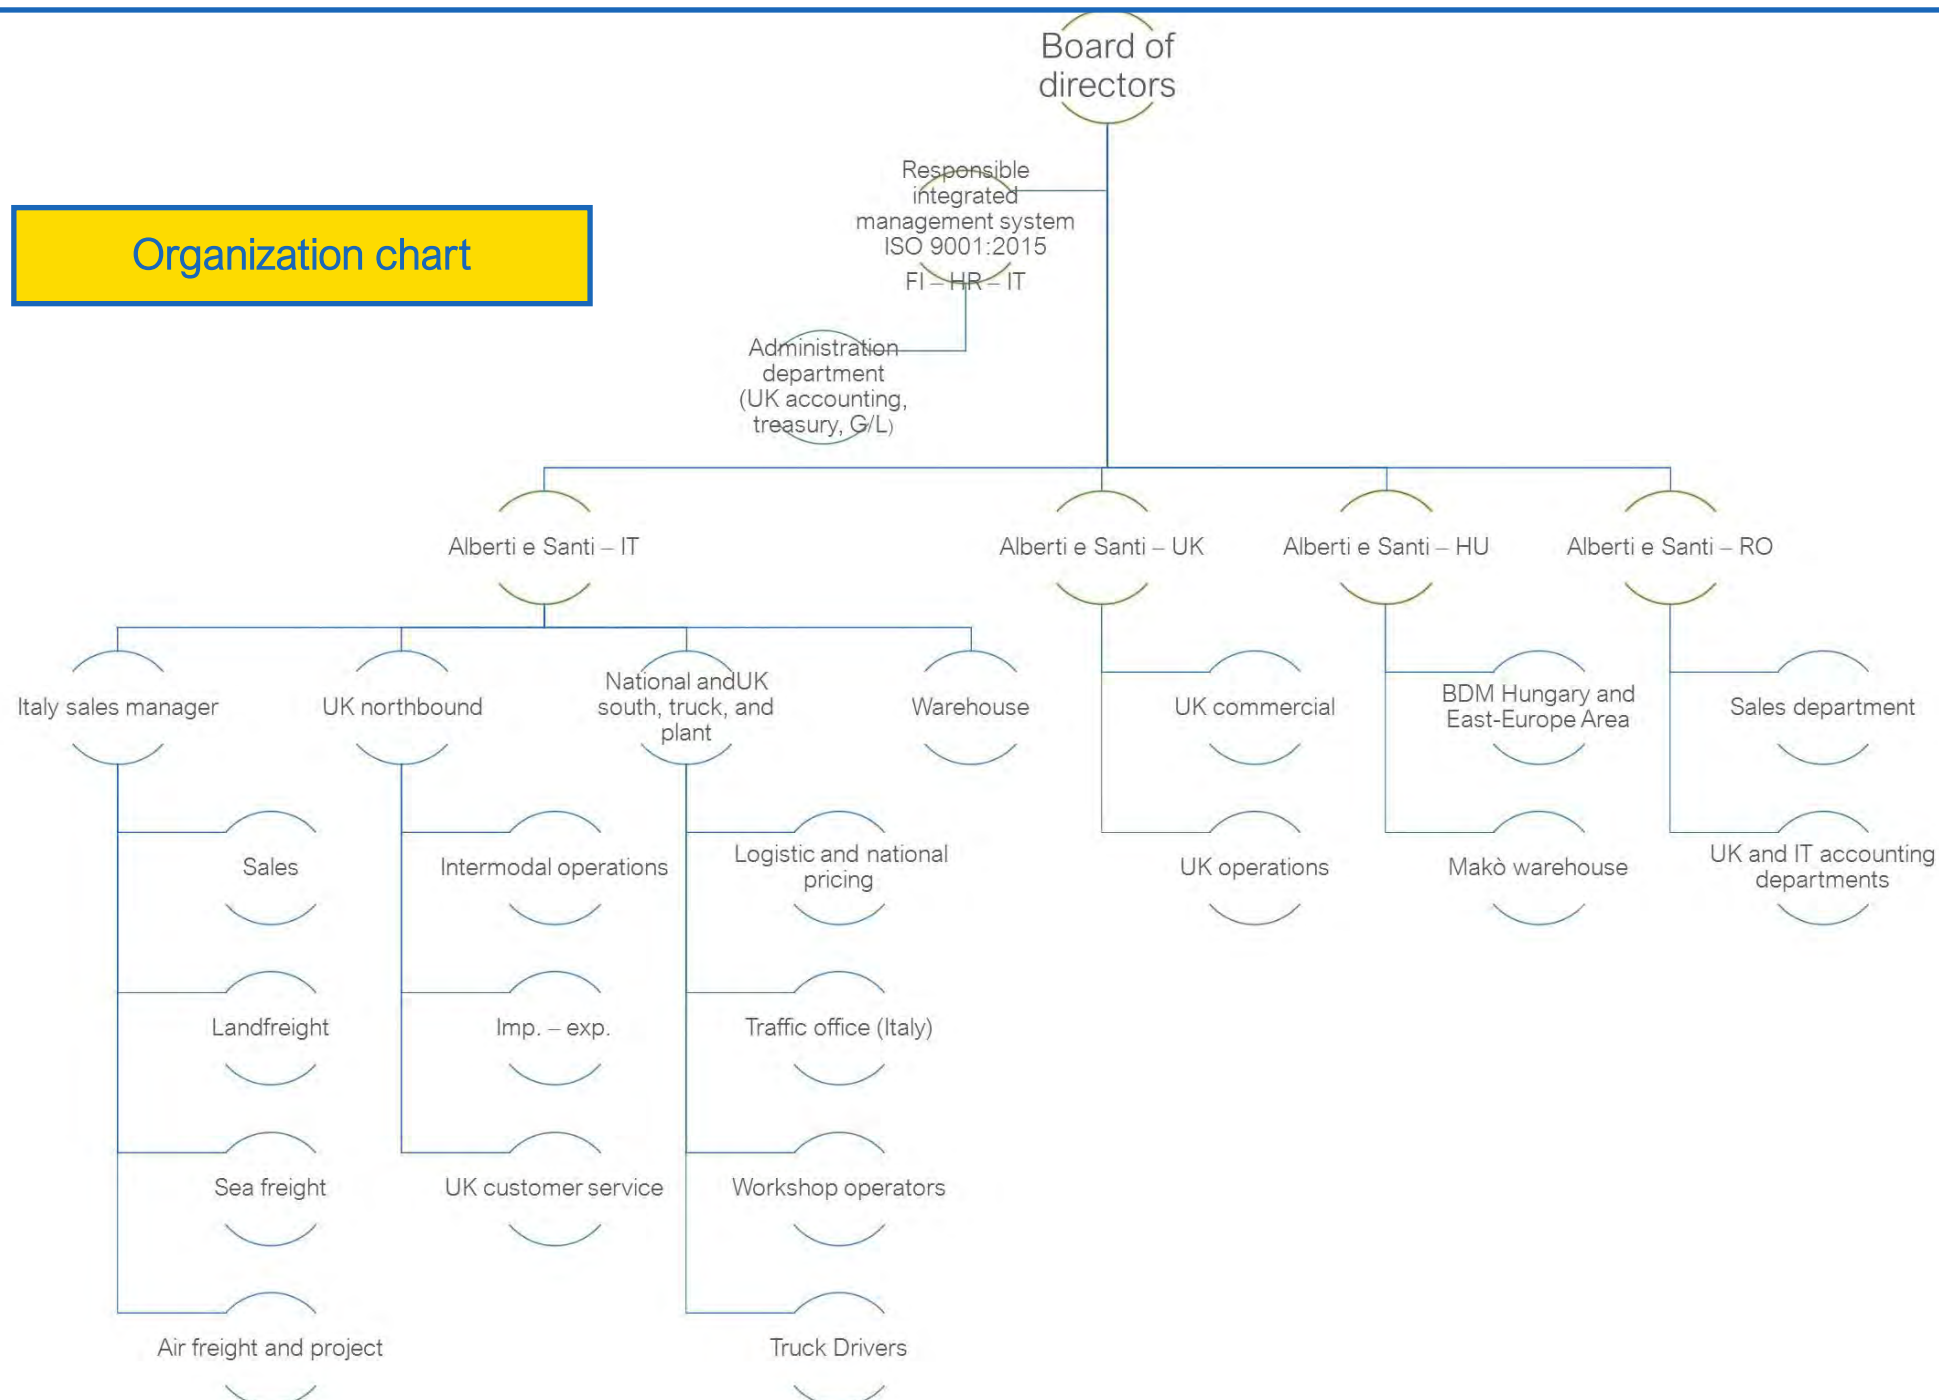 Board of
directors
Responsible
integrated
management system
ISO 9001:2015
FI – HR – IT
Organization chart
Administration
department
(UK accounting,
treasury, G/L)
Alberti e Santi – IT
Alberti e Santi – UK
Alberti e Santi – HU
Alberti e Santi – RO
Italy sales manager
UK northbound
National andUK
south, truck, and
plant
Warehouse
UK commercial
BDM Hungary and
East-Europe Area
Sales department
Sales
Intermodal operations
Logistic and national
pricing
UK operations
Makò warehouse
UK and IT accounting
departments
Landfreight
Imp. – exp.
Traffic office (Italy)
Sea freight
UK customer service
Workshop operators
Air freight and project
Truck Drivers